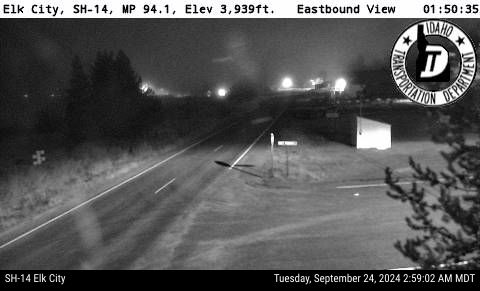 Elk City, SH-14, MP 94.1, Elev 3,939ft. Eastbound View 01:50:35
IDAHO
TRANSPORTATION DEPARTMENT
SH-14 Elk City Tuesday, September 24, 2024 2:59:02 AM MDT